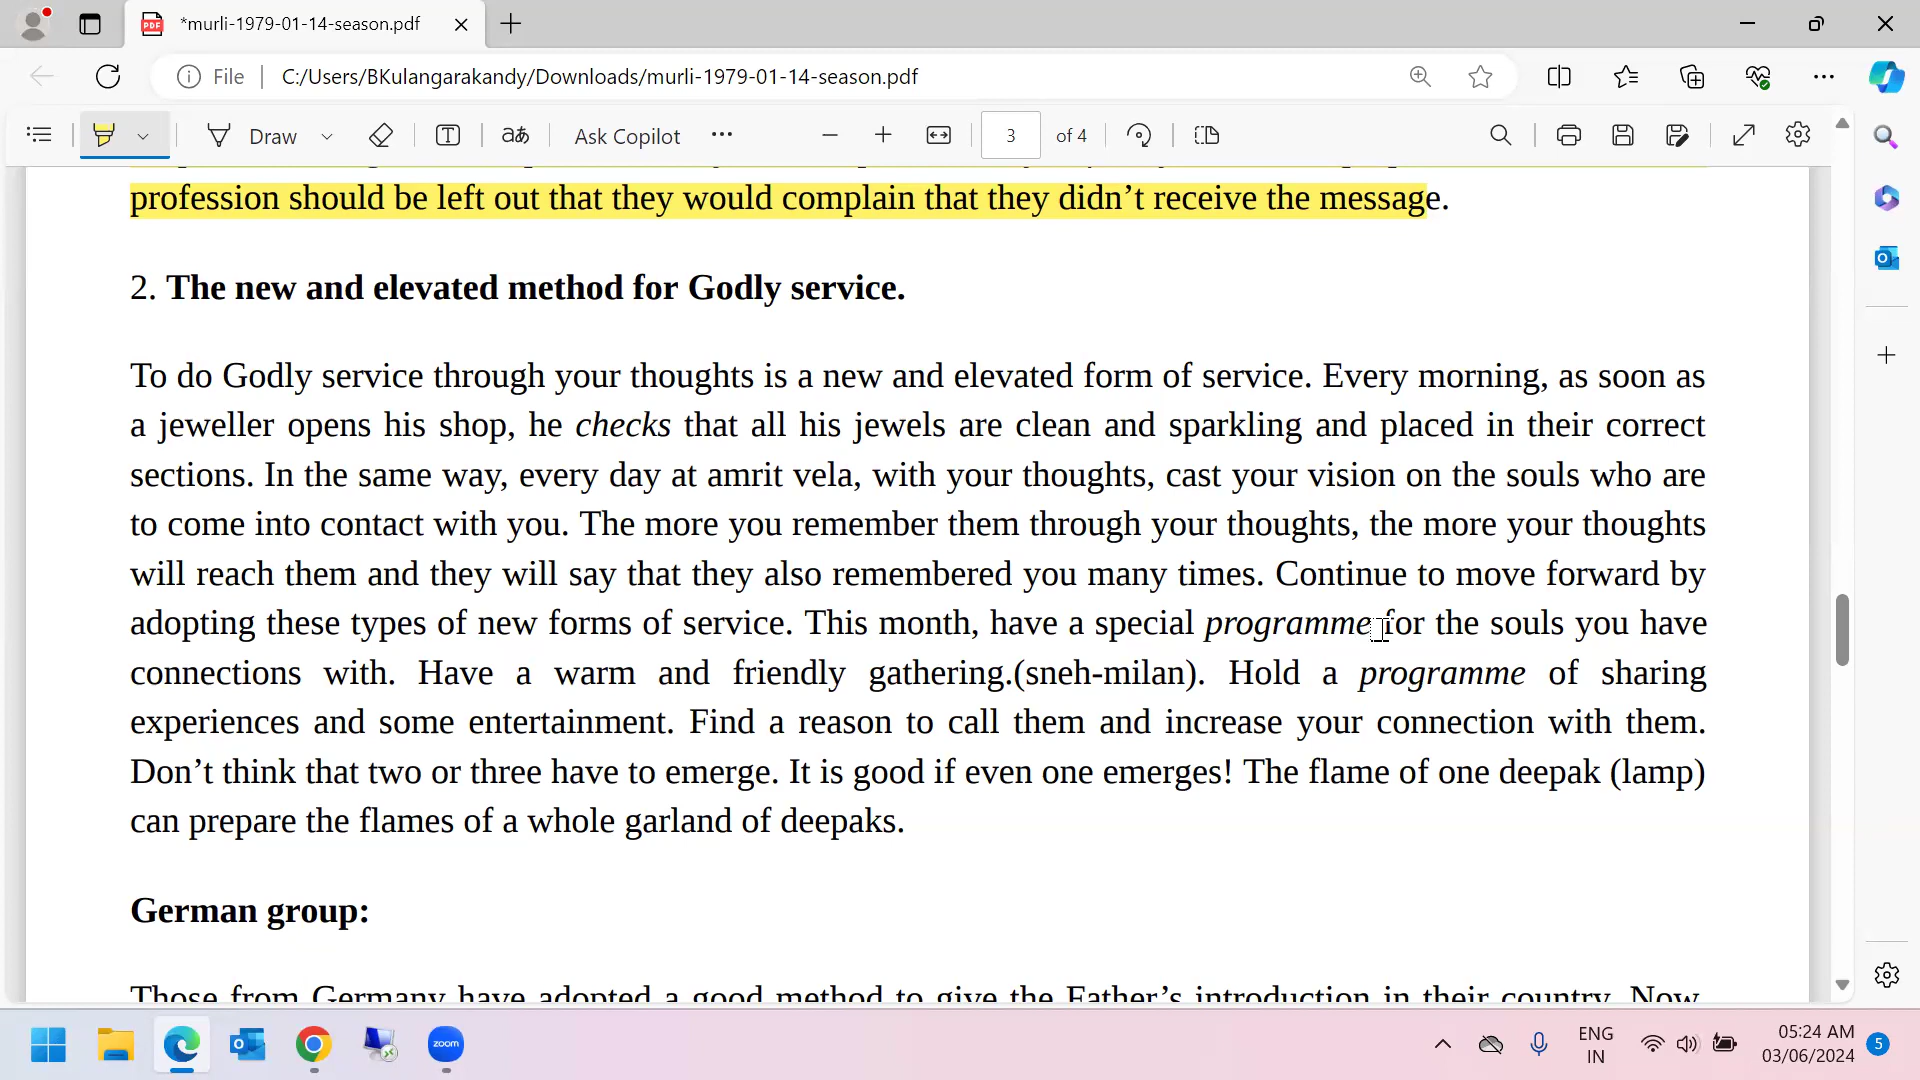 *murli-1979-01-14-season.pdf
File
C:/Users/BKulangarakandy/Downloads/murli-1979-01-14-season.pdf
Draw
aあ
Ask Copilot
3 of 4
profession should be left out that they would complain that they didn’t receive the message.
2. The new and elevated method for Godly service.
To do Godly service through your thoughts is a new and elevated form of service. Every morning, as soon as
a jeweller opens his shop, he checks that all his jewels are clean and sparkling and placed in their correct
sections. In the same way, every day at amrit vela, with your thoughts, cast your vision on the souls who are
to come into contact with you. The more you remember them through your thoughts, the more your thoughts
will reach them and they will say that they also remembered you many times. Continue to move forward by
adopting these types of new forms of service. This month, have a special programme for the souls you have
connections with. Have a warm and friendly gathering.(sneh-milan). Hold a programme of sharing
experiences and some entertainment. Find a reason to call them and increase your connection with them.
Don’t think that two or three have to emerge. It is good if even one emerges! The flame of one deepak (lamp)
can prepare the flames of a whole garland of deepaks.
German group:
Those from Germany have adopted a good method to give the Father’s introduction in their country. Now,
zoom
ENG
IN
05:24 AM
03/06/2024
5